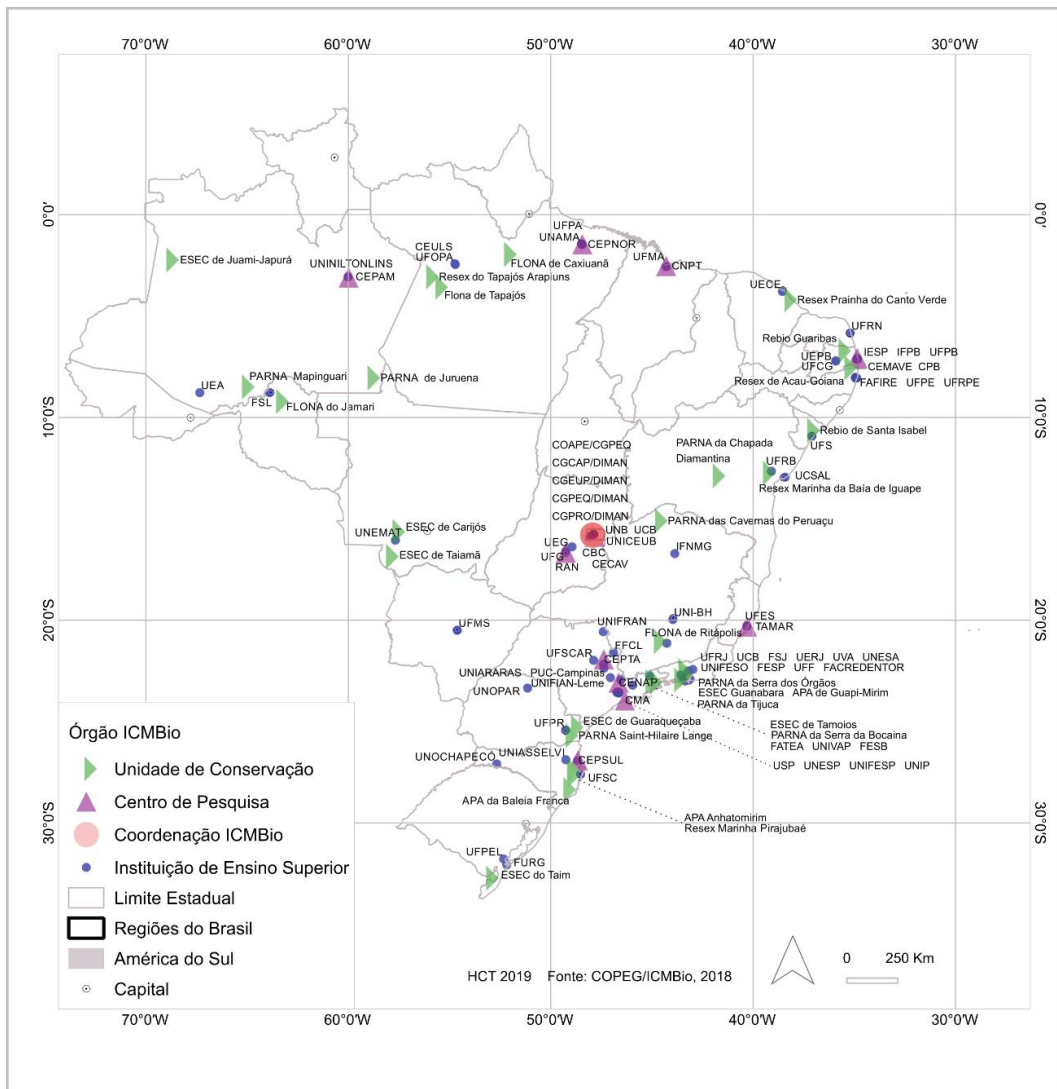 70°0'W 60°0'W 50°0'W 40°0'W 30°0'W
0°0'
0°0'
UFPA
UNAMA
CEPNOR
CEULS
UFOPA
FLONA de Caxiuanã
UFMA
CNPT
ESEC de Juami-Japurá
UNINILTONLINS
CEPAM
Resex do Tapajós Arapiuns
Flona de Tapajós
UECE
Resex Prainha do Canto Verde
UFRN
Rebio Guaribas
IESP IFPB UFPB
UEPB
UFCG
CEMAVE CPB
Resex de Acau-Goiana
FAFIRE UFPE UFRPE
UEA
PARNA Mapinguari
PARNA de Juruena
FSL
FLONA do Jamari
10°0'S
10°0'S
Rebio de Santa Isabel
UFS
COAPE/CGPEQ
CGCAP/DIMAN
CGEUP/DIMAN
CGPEQ/DIMAN
CGPRO/DIMAN
PARNA da Chapada
Diamantina
UFRB
UCSAL
Resex Marinha da Baía de Iguape
UNEMAT
ESEC de Carijós
ESEC de Taiamã
PARNA das Cavernas do Peruaçu
UNB UCB
UNICEUB
UEG
UFG
RAN
CBC
CECAV
IFNMG
20°0'S
20°0'S
UFMS
UNIFRAN
UNI-BH
UFES
TAMAR
FLONA de Ritápolis
FFCL
UFSCAR
CEPTA
UFRJ UCB FSJ UERJ UVA UNESA
UNIFESO FESP UFF FACREDENTOR
UNIARARAS PUC-Campinas
UNIFIAN-Leme
CENAP
UNOPAR
CMA
PARNA da Serra dos Órgãos
ESEC Guanabara APA de Guapi-Mirim
PARNA da Tijuca
ESEC de Tamoios
PARNA da Serra da Bocaina
FATEA UNIVAP FESB
USP UNESP UNIFESP UNIP
UFPR
ESEC de Guaraqueçaba
PARNA Saint-Hilaire Lange
UNOCHAPECÓ
UNIASSELVI
CEPSUL
UFSC
APA da Baleia Franca
APA Anhatomirim
Resex Marinha Pirajubaé
30°0'S
30°0'S
UFPEL
FURG
ESEC do Taim
Órgão ICMBio
Unidade de Conservação
Centro de Pesquisa
Coordenação ICMBio
Instituição de Ensino Superior
Limite Estadual
Regiões do Brasil
América do Sul
Capital
HCT 2019 Fonte: COPEG/ICMBio, 2018
0 250 Km
70°0'W 60°0'W 50°0'W 40°0'W 30°0'W